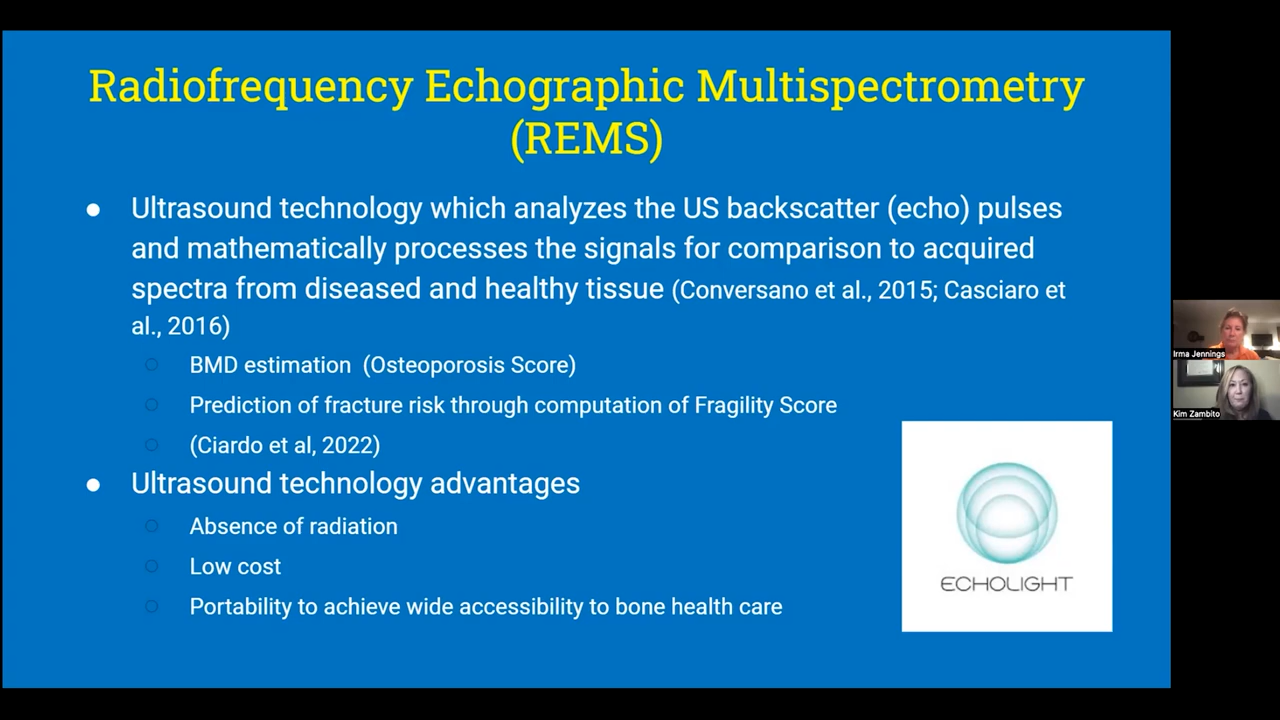 Radiofrequency Echographic Multispectrometry
(REMS)
● Ultrasound technology which analyzes the US backscatter (echo) pulses
and mathematically processes the signals for comparison to acquired
spectra from diseased and healthy tissue (Conversano et al., 2015; Casciaro et
al., 2016)
○ BMD estimation (Osteoporosis Score)
○ Prediction of fracture risk through computation of Fragility Score
○ (Ciardo et al, 2022)
● Ultrasound technology advantages
○ Absence of radiation
○ Low cost
○ Portability to achieve wide accessibility to bone health care
ECHOLIGHT
Irma Jennings
Kim Zambito